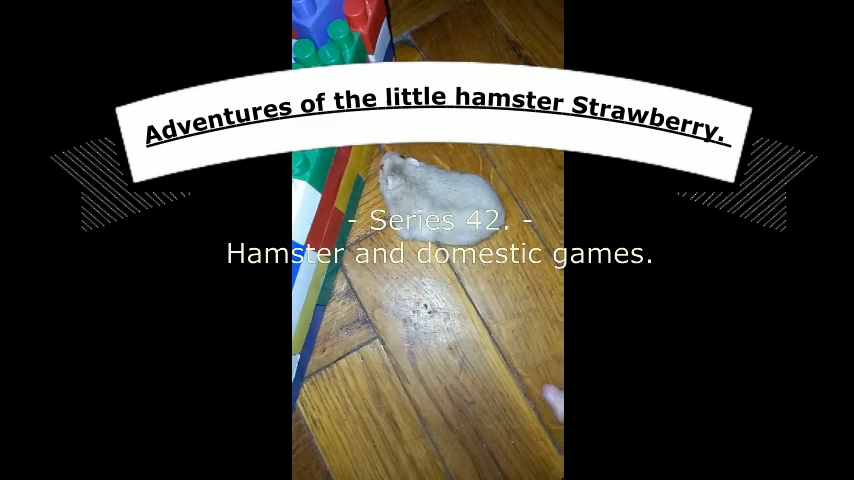 Adventures of the little hamster Strawberry.
- Series 42. -
Hamster and domestic games.